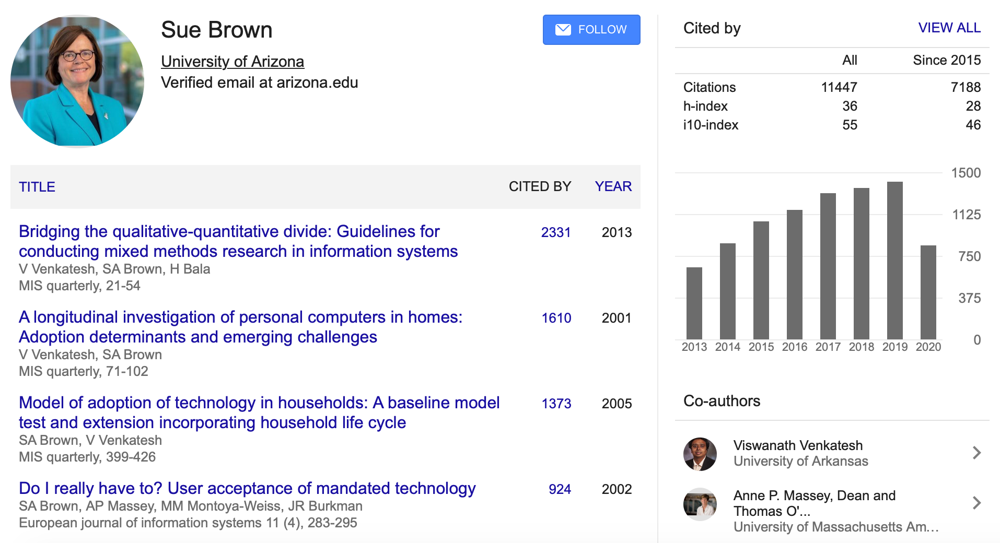 Sue Brown
University of Arizona
Verified email at arizona.edu
FOLLOW
TITLE CITED BY YEAR
Bridging the qualitative-quantitative divide: Guidelines for 2331 2013
conducting mixed methods research in information systems
V Venkatesh, SA Brown, H Bala
MIS quarterly, 21-54
A longitudinal investigation of personal computers in homes: 1610 2001
Adoption determinants and emerging challenges
V Venkatesh, SA Brown
MIS quarterly, 71-102
Model of adoption of technology in households: A baseline model 1373 2005
test and extension incorporating household life cycle
SA Brown, V Venkatesh
MIS quarterly, 399-426
Do I really have to? User acceptance of mandated technology 924 2002
SA Brown, AP Massey, MM Montoya-Weiss, JR Burkman
European journal of information systems 11 (4), 283-295
Cited by VIEW ALL
All Since 2015
Citations 11447 7188
h-index 36 28
i10-index 55 46
1500
1125
750
375
0
2013 2014 2015 2016 2017 2018 2019 2020
Co-authors
Viswanath Venkatesh
University of Arkansas
Anne P. Massey, Dean and
Thomas O'...
University of Massachusetts Am...